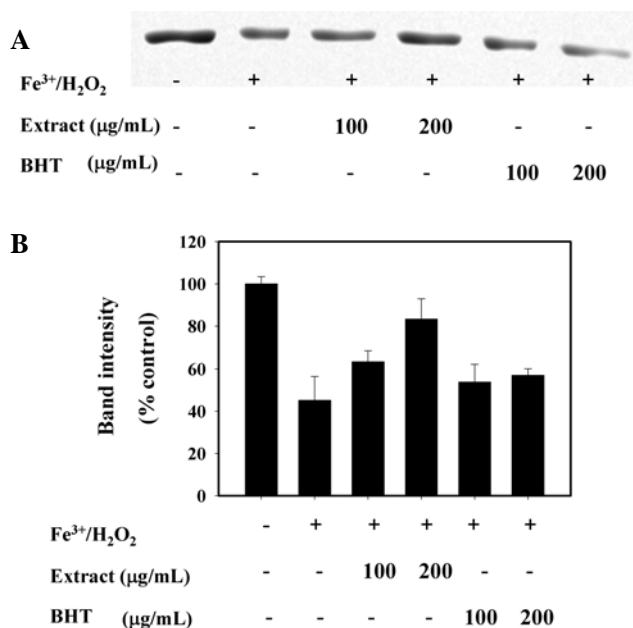 A
Fe³⁺/H₂O₂ - + + + + +
Extract (µg/mL) - - 100 200 - -
BHT (µg/mL) - - - - 100 200
B
Band intensity
(% control)
120
100
80
60
40
20
0
Fe³⁺/H₂O₂ - + + + + +
Extract (µg/mL) - - 100 200 - -
BHT (µg/mL) - - - - 100 200